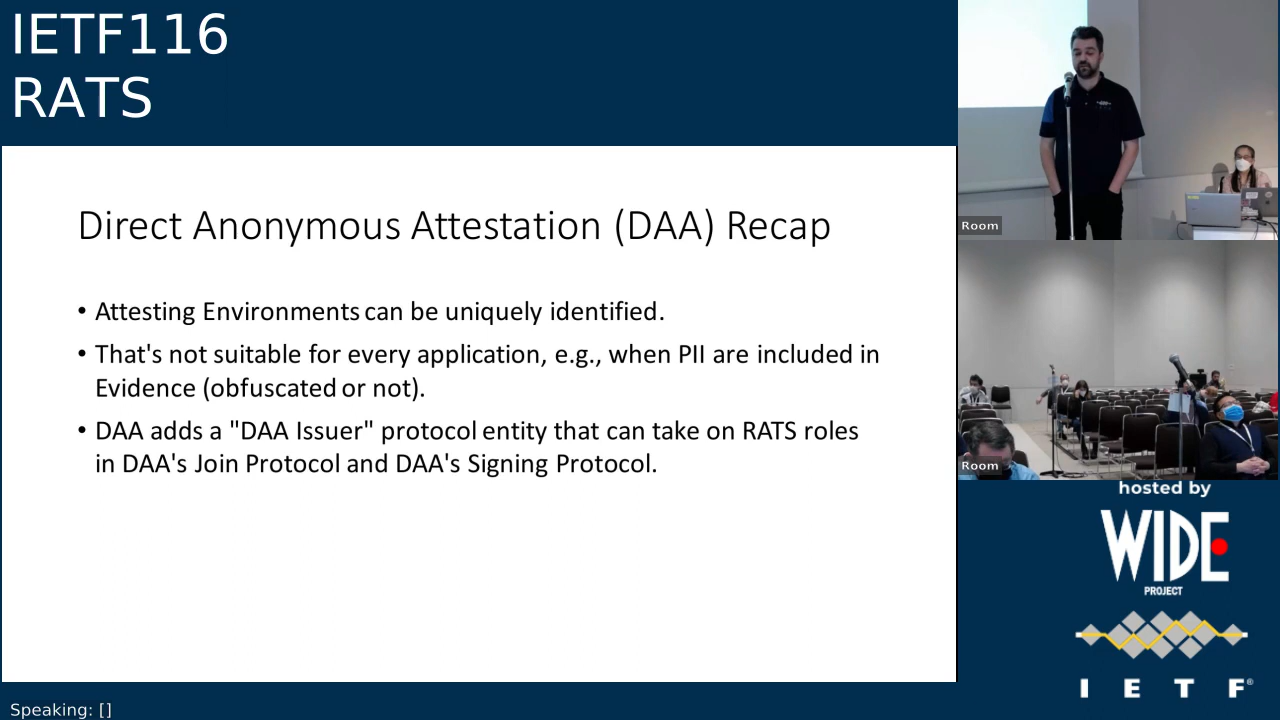 IETF116
RATS
Direct Anonymous Attestation (DAA) Recap
• Attesting Environments can be uniquely identified.
• That's not suitable for every application, e.g., when PII are included in
Evidence (obfuscated or not).
• DAA adds a "DAA Issuer" protocol entity that can take on RATS roles
in DAA's Join Protocol and DAA's Signing Protocol.
Room
Room
hosted by
WIDE
PROJECT
I E T F®
Speaking: []